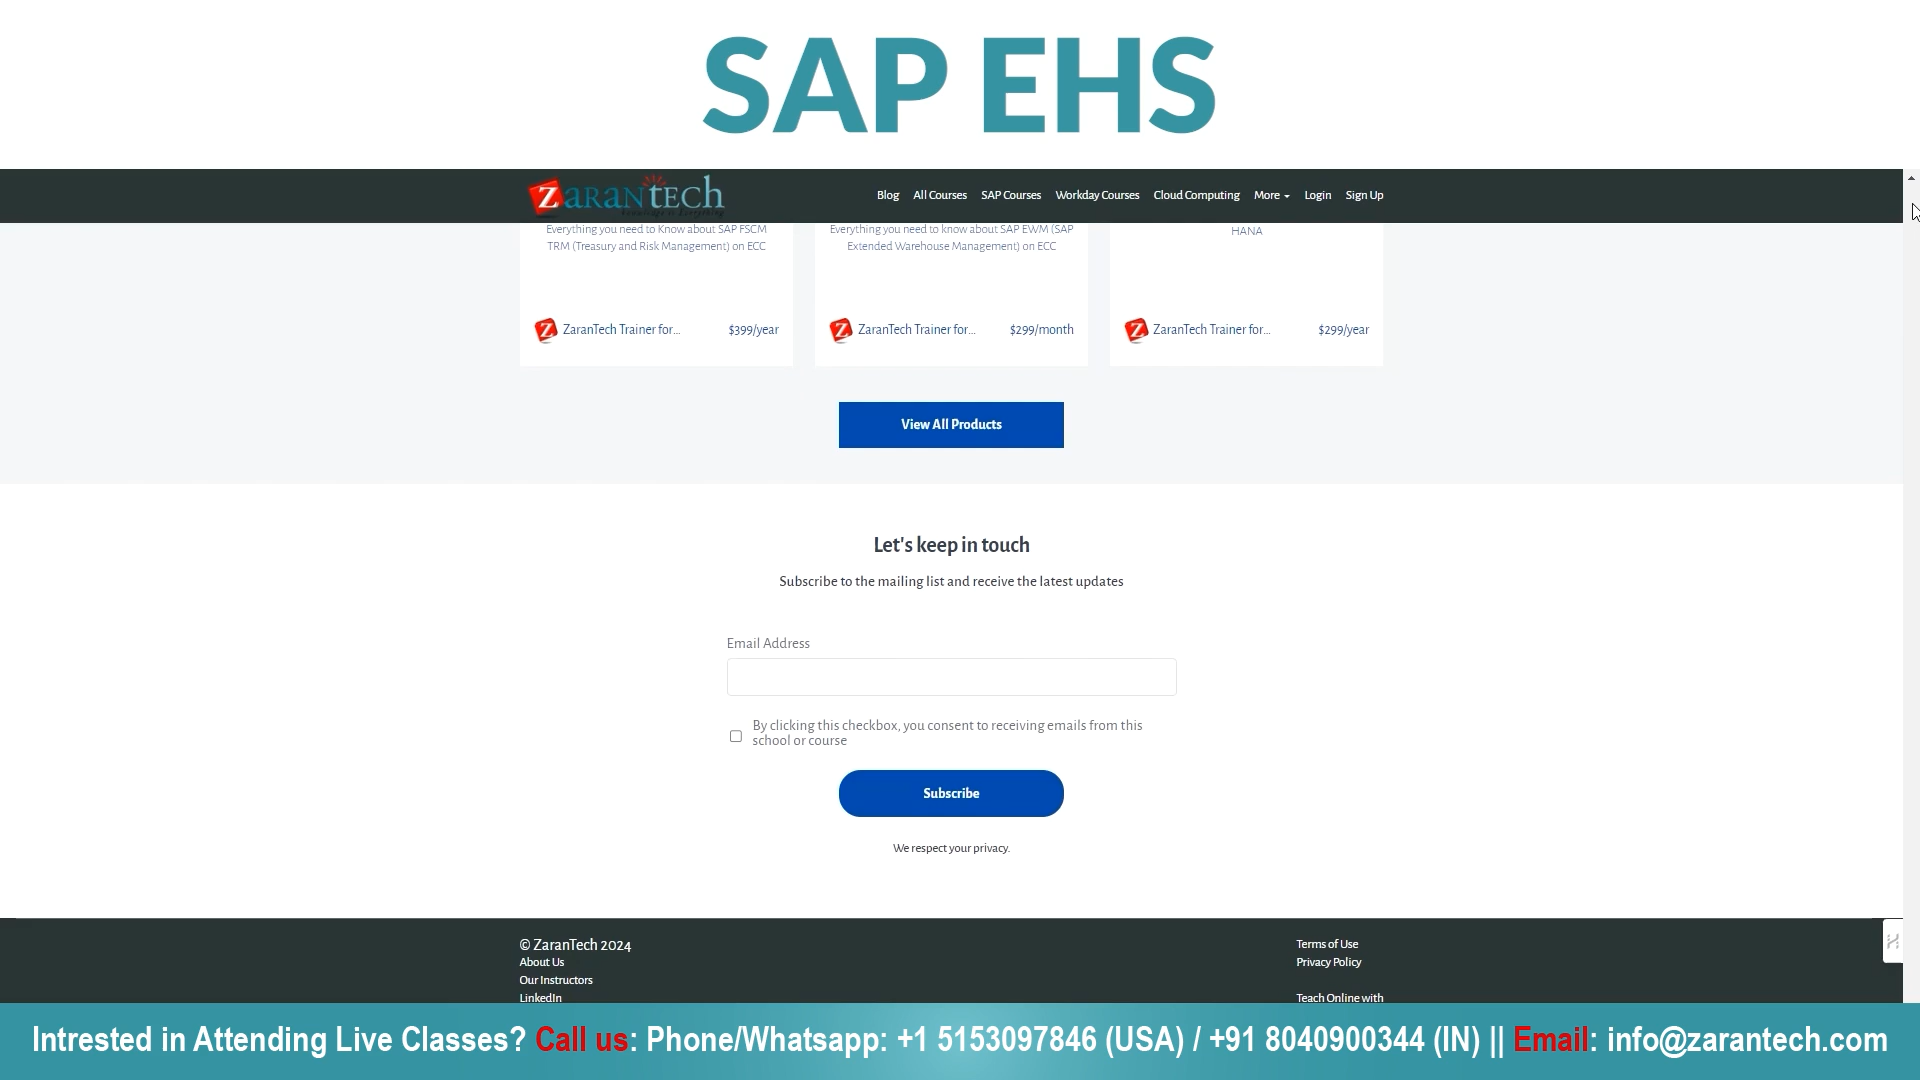 SAP EHS
ZARANTECH
Blog All Courses SAP Courses Workday Courses Cloud Computing More Login Sign Up
Everything you need to Know about SAP FSCM
TRM (Treasury and Risk Management) on ECC
Everything you need to know about SAP EWM (SAP
Extended Warehouse Management) on ECC
HANA
ZaranTech Trainer for... $399/year
ZaranTech Trainer for... $299/month
ZaranTech Trainer for... $299/year
View All Products
Let's keep in touch
Subscribe to the mailing list and receive the latest updates
Email Address
By clicking this checkbox, you consent to receiving emails from this
school or course
Subscribe
We respect your privacy.
© ZaranTech 2024
About Us
Our Instructors
LinkedIn
Terms of Use
Privacy Policy
Teach Online with
Intrested in Attending Live Classes? Call us: Phone/Whatsapp: +1 5153097846 (USA) / +91 8040900344 (IN) || Email: info@zarantech.com